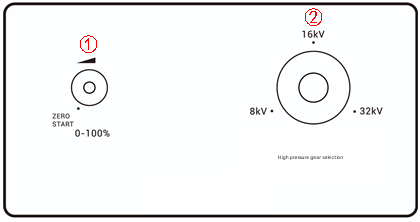 ①
②
16kV
8kV
32kV
ZERO
START
0-100%
High pressure gear selection